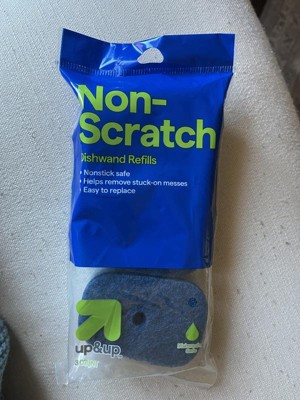 Non-
Scratch
Dishwand Refills
• Nonstick safe
• Helps remove stuck-on messes
• Easy to replace
up&up